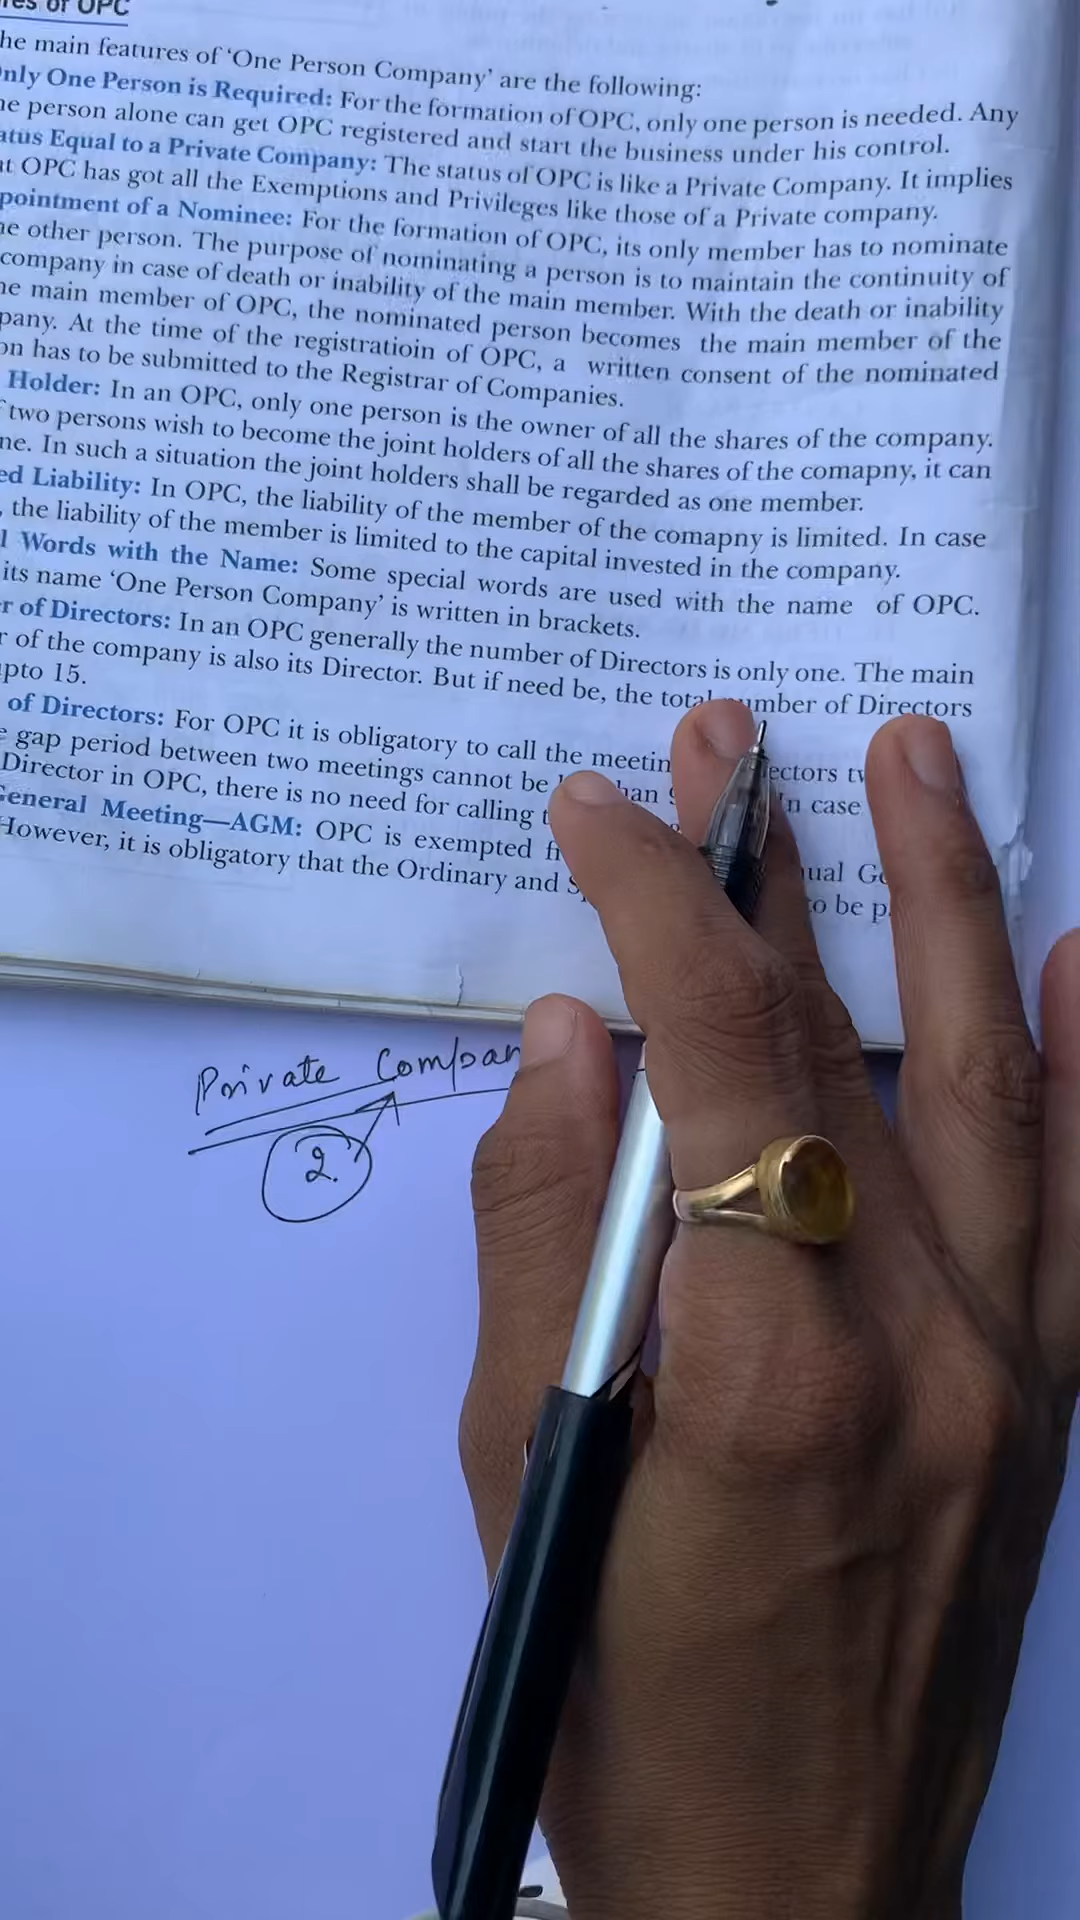 of OPC
he main features of ‘One Person Company’ are the following:
nly One Person is Required: For the formation of OPC, only one person is needed. Any
ne person alone can get OPC registered and start the business under his control.
atus Equal to a Private Company: The status of OPC is like a Private Company. It implies
at OPC has got all the Exemptions and Privileges like those of a Private company.
pointment of a Nominee: For the formation of OPC, its only member has to nominate
ne other person. The purpose of nominating a person is to maintain the continuity of
company in case of death or inability of the main member. With the death or inability
ne main member of OPC, the nominated person becomes the main member of the
pany. At the time of the registratioin of OPC, a written consent of the nominated
on has to be submitted to the Registrar of Companies.
Holder: In an OPC, only one person is the owner of all the shares of the company.
two persons wish to become the joint holders of all the shares of the comapny, it can
ne. In such a situation the joint holders shall be regarded as one member.
ed Liability: In OPC, the liability of the member of the comapny is limited. In case
, the liability of the member is limited to the capital invested in the company.
l Words with the Name: Some special words are used with the name of OPC.
its name ‘One Person Company’ is written in brackets.
r of Directors: In an OPC generally the number of Directors is only one. The main
r of the company is also its Director. But if need be, the total number of Directors
upto 15.
of Directors: For OPC it is obligatory to call the meetin ectors tw
e gap period between two meetings cannot be han 9 In case
Director in OPC, there is no need for calling t
General Meeting—AGM: OPC is exempted fr ual Ge
However, it is obligatory that the Ordinary and Sp to be p
Private Compan
2.